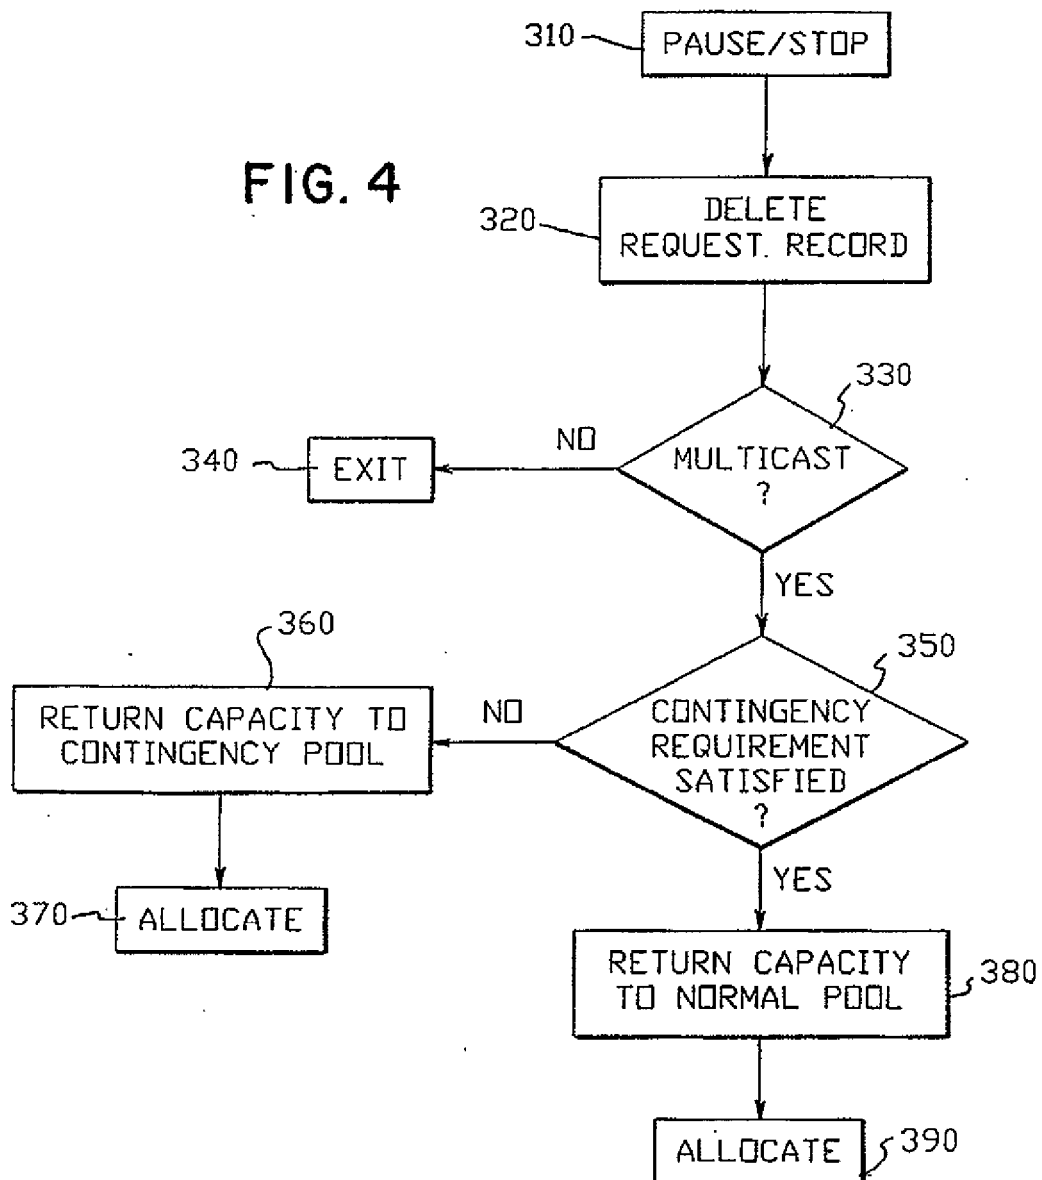 310
PAUSE/STOP
FIG. 4
320
DELETE
REQUEST. RECORD
330
MULTICAST
?
NO
340
EXIT
YES
350
CONTINGENCY
REQUIREMENT
SATISFIED
?
NO
360
RETURN CAPACITY TO
CONTINGENCY POOL
370
ALLOCATE
YES
RETURN CAPACITY
TO NORMAL POOL
380
ALLOCATE
390